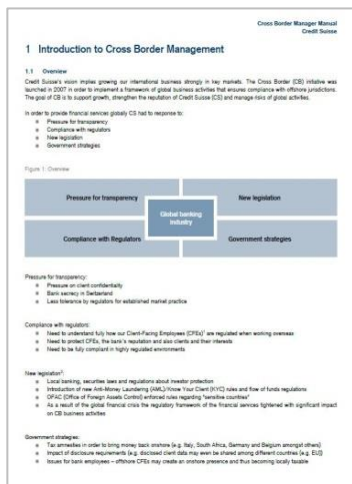 Cross Border Manager Manual
Credit Suisse
1 Introduction to Cross Border Management
1.1 Overview
Credit Suisse's vision implies growing our international business strongly in key markets. The Cross Border (CB) initiative was
launched in 2007 in order to implement a framework of global business activities that ensures compliance with offshore jurisdictions.
The goal of CB is to support growth, strengthen the reputation of Credit Suisse (CS) and manage risks of global activities.
In order to provide financial services globally CS had to response to:
Pressure for transparency
Compliance with regulators
New legislation
Government strategies
Figure 1: Overview
Pressure for transparency
New legislation
Global banking
industry
Compliance with Regulators
Government strategies
Pressure for transparency:
Pressure on client confidentiality
Bank secrecy in Switzerland
Less tolerance by regulators for established market practice
Compliance with regulators:
Need to understand fully how our Client-Facing Employees (CFEs)¹ are regulated when working overseas
Need to protect CFEs, the bank's reputation and also clients and their interests
Need to be fully compliant in highly regulated environments
New legislation²:
Local banking, securities laws and regulations about investor protection
Introduction of new Anti-Money Laundering (AML)/Know Your Client (KYC) rules and flow of funds regulations
OFAC (Office of Foreign Assets Control) enforced rules regarding "sensitive countries"
As a result of the global financial crisis the regulatory framework of the financial services tightened with significant impact
on CB business activities
Government strategies:
Tax amnesties in order to bring money back onshore (e.g. Italy, South Africa, Germany and Belgium amongst others)
Impact of disclosure requirements (e.g. disclosed client data may even be shared among different countries (e.g. EU))
Issues for bank employees – offshore CFEs may create an onshore presence and thus becoming locally taxable